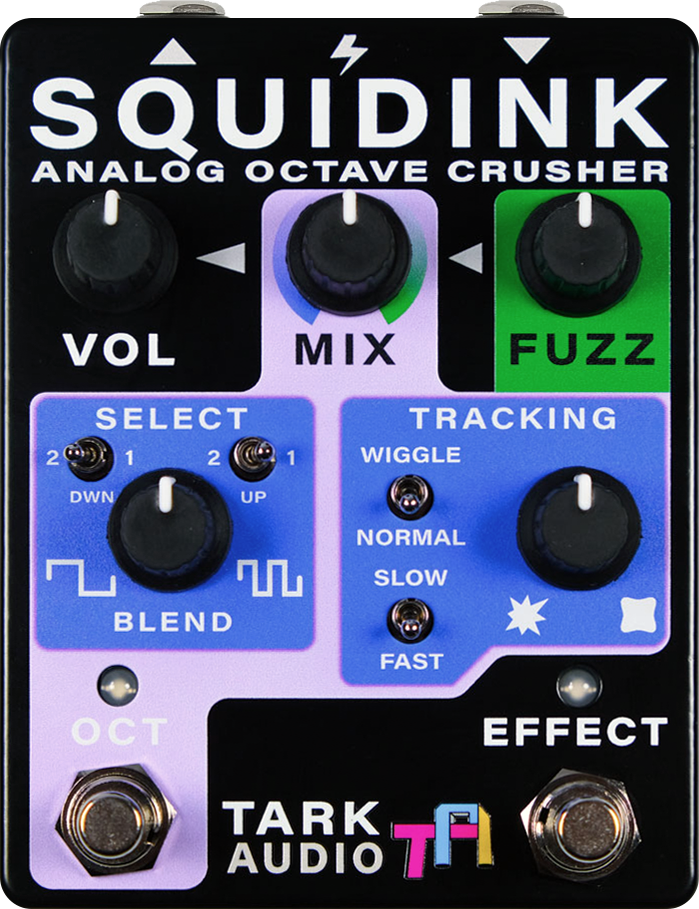 SQUIDINK
ANALOG OCTAVE CRUSHER
VOL MIX FUZZ
SELECT
2 1 2 1
DWN UP
BLEND
TRACKING
WIGGLE
NORMAL
SLOW
FAST
OCT EFFECT
TARK
AUDIO
TA